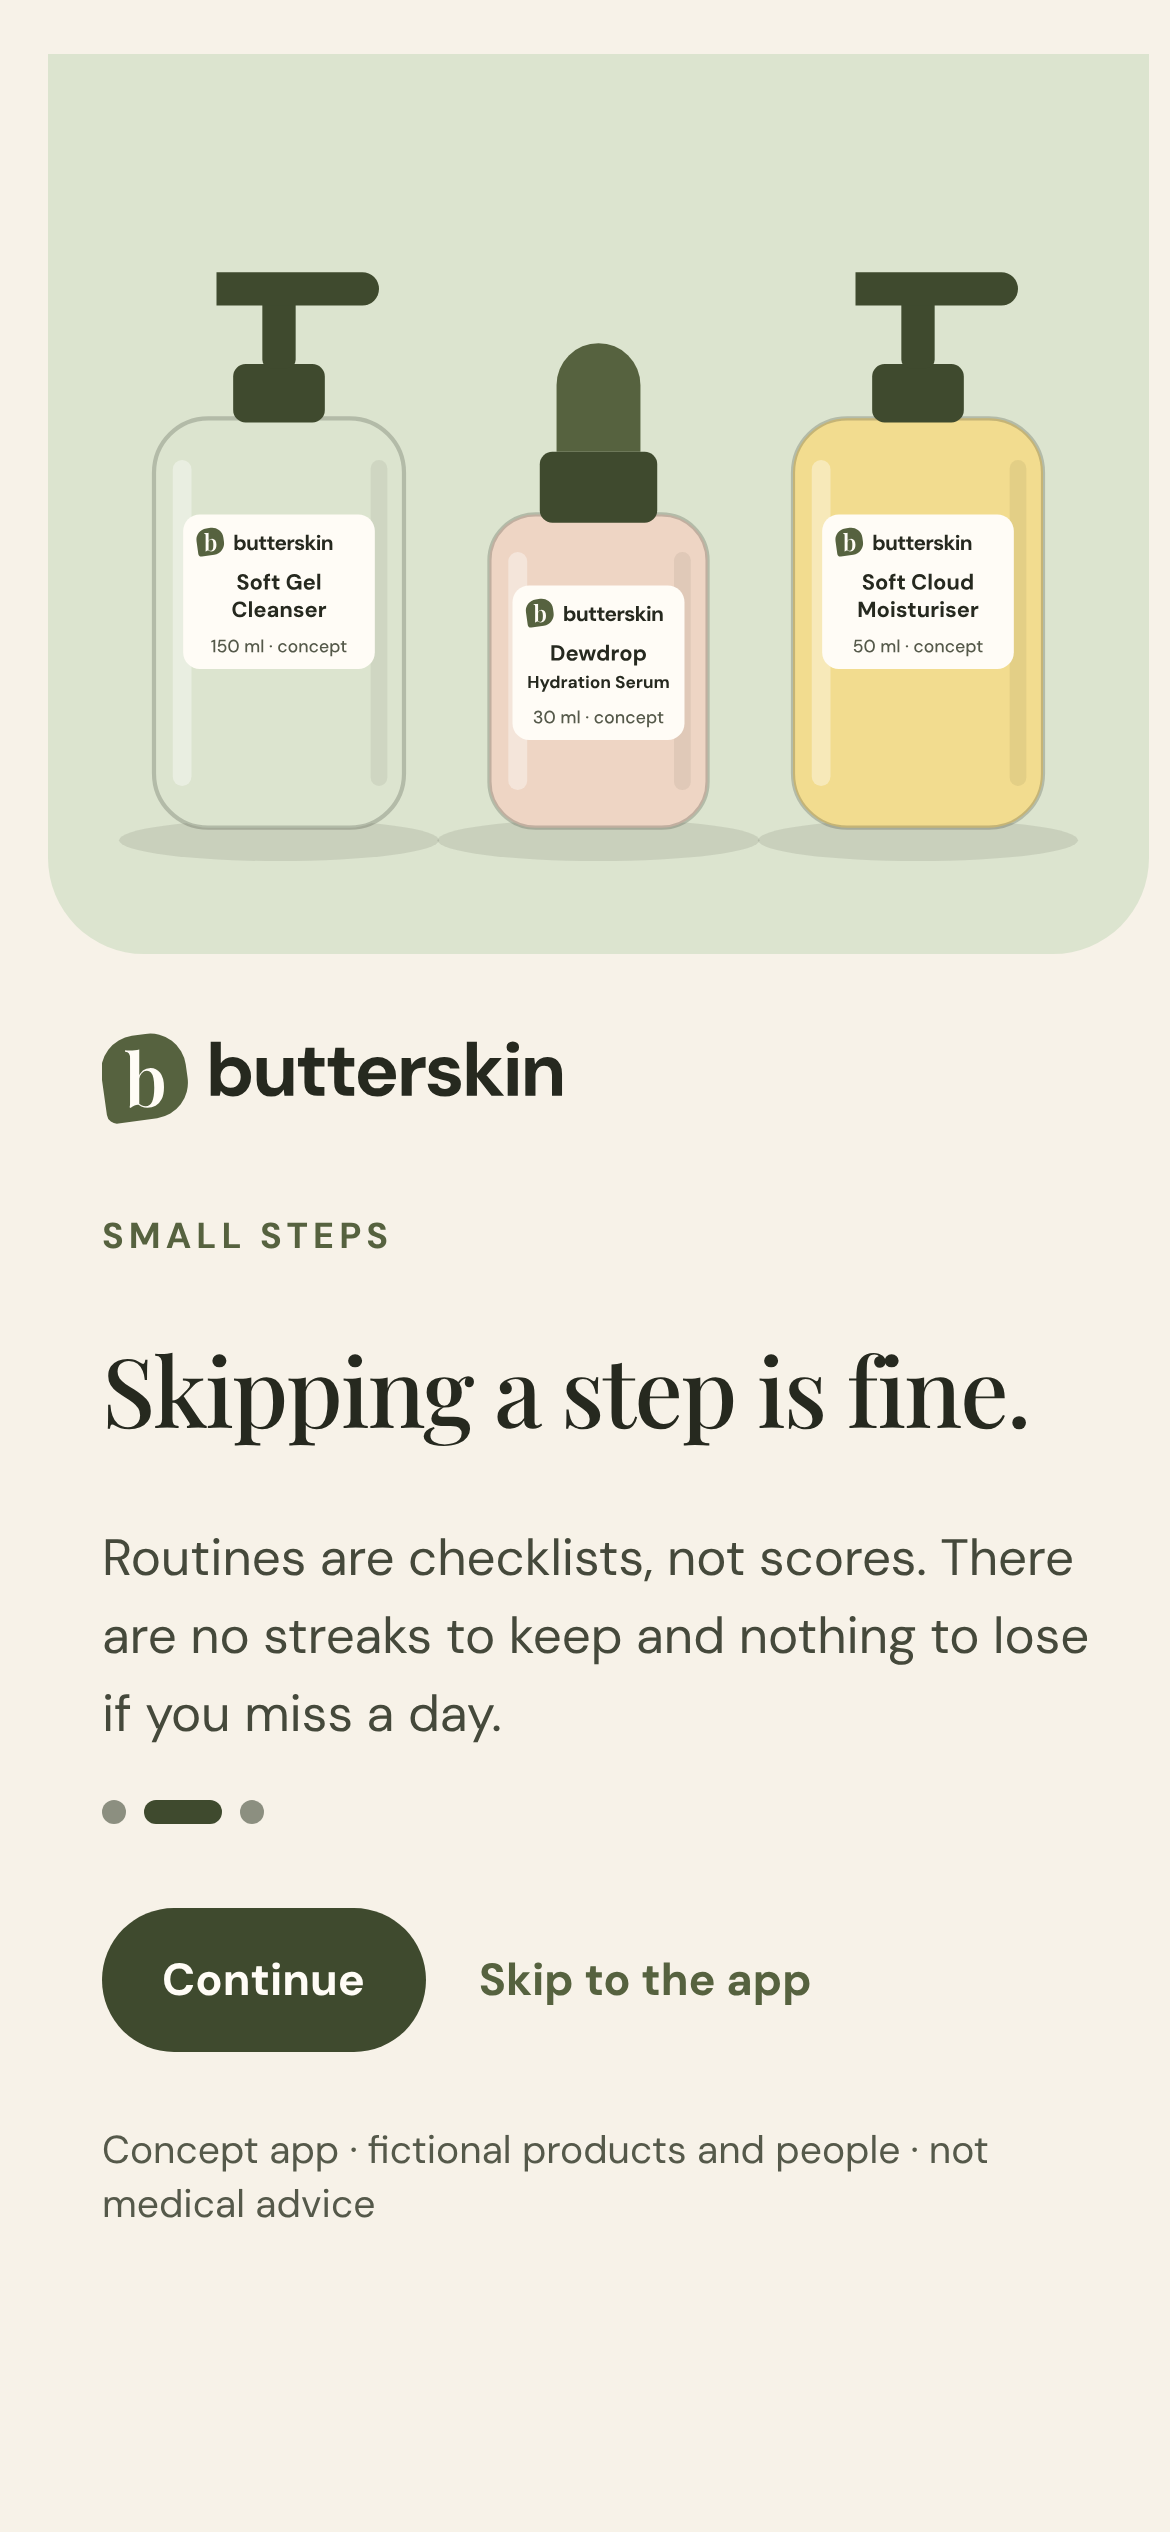 b butterskin
Soft Gel
Cleanser
150 ml · concept
b butterskin
Dewdrop
Hydration Serum
30 ml · concept
b butterskin
Soft Cloud
Moisturiser
50 ml · concept
b butterskin
SMALL STEPS
Skipping a step is fine.
Routines are checklists, not scores. There
are no streaks to keep and nothing to lose
if you miss a day.
Continue
Skip to the app
Concept app · fictional products and people · not
medical advice